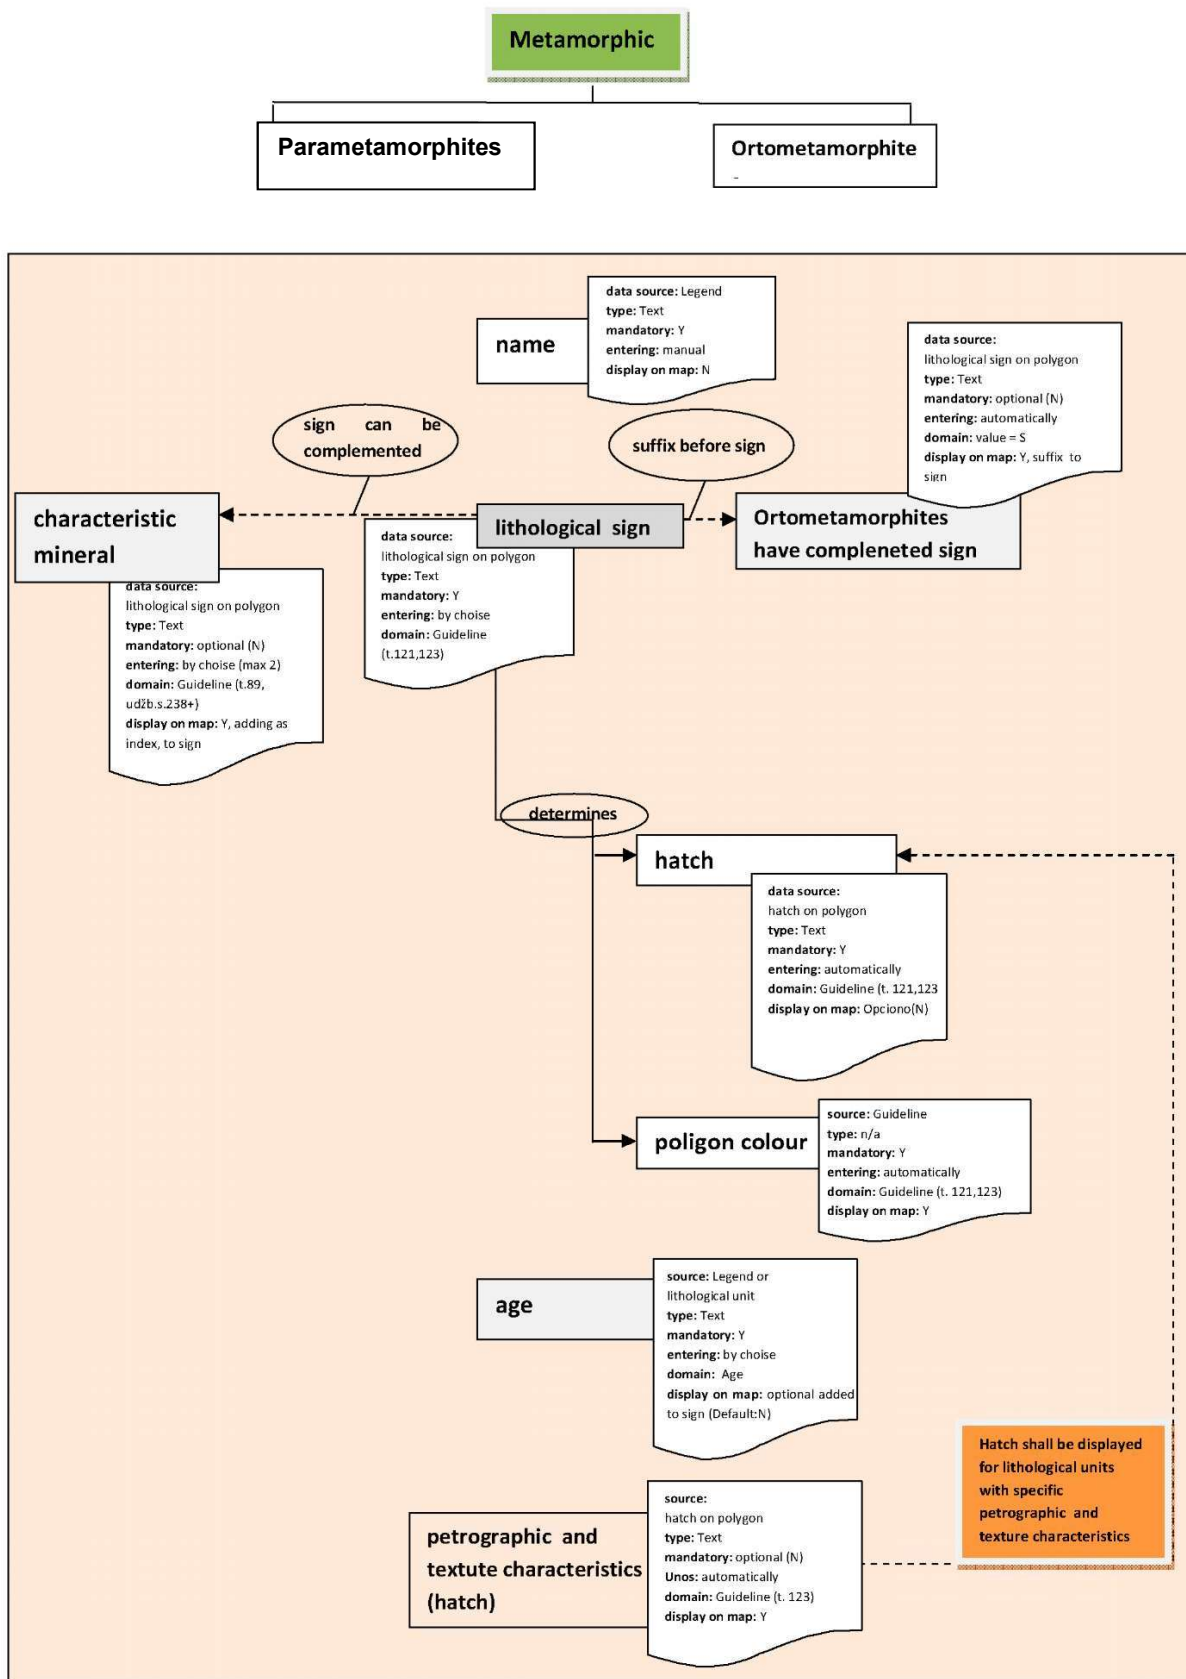 Metamorphic
Parametamorphites
Ortometamorphite
-
name
data source: Legend
type: Text
mandatory: Y
entering: manual
display on map: N
data source:
lithological sign on polygon
type: Text
mandatory: optional (N)
entering: automatically
domain: value = S
display on map: Y, suffix to
sign
sign can be
complemented
suffix before sign
characteristic
mineral
lithological sign
Ortometamorphites
have compleneted sign
data source:
lithological sign on polygon
type: Text
mandatory: Y
entering: by choise
domain: Guideline
(t.121,123)
data source:
lithological sign on polygon
type: Text
mandatory: optional (N)
entering: by choise (max 2)
domain: Guideline (t.89,
udžb.s.238+)
display on map: Y, adding as
index, to sign
determines
hatch
data source:
hatch on polygon
type: Text
mandatory: Y
entering: automatically
domain: Guideline (t. 121,123
display on map: Opciono(N)
poligon colour
source: Guideline
type: n/a
mandatory: Y
entering: automatically
domain: Guideline (t. 121,123)
display on map: Y
age
source: Legend or
lithological unit
type: Text
mandatory: Y
entering: by choise
domain: Age
display on map: optional added
to sign (Default:N)
Hatch shall be displayed
for lithological units
with specific
petrographic and
texture characteristics
petrographic and
textute characteristics
(hatch)
source:
hatch on polygon
type: Text
mandatory: optional (N)
Unos: automatically
domain: Guideline (t. 123)
display on map: Y